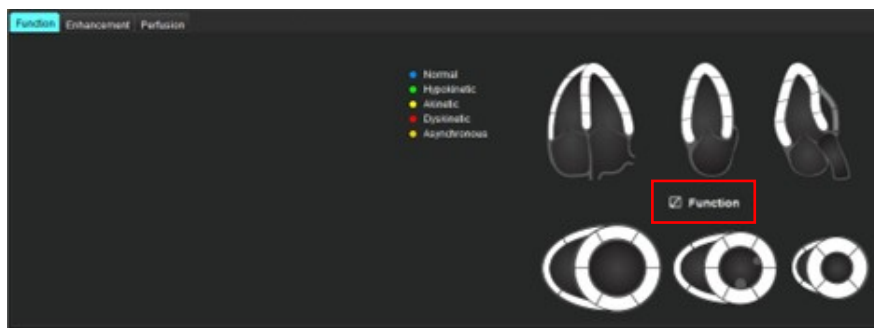 Function Enhancement Perfusion
Normal
Hypokinetic
Akinetic
Dyskinetic
Asynchronous
Function